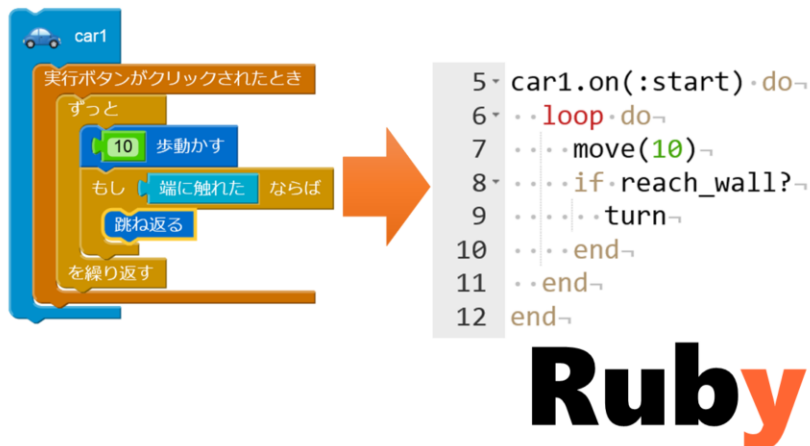 car1
実行ボタンがクリックされたとき
ずっと
10 歩動かす
もし 端に触れた ならば
跳ね返る
を繰り返す
5 car1.on(:start) do
6 loop do
7 move(10)
8 if reach_wall?
9 turn
10 end
11 end
12 end
Ruby